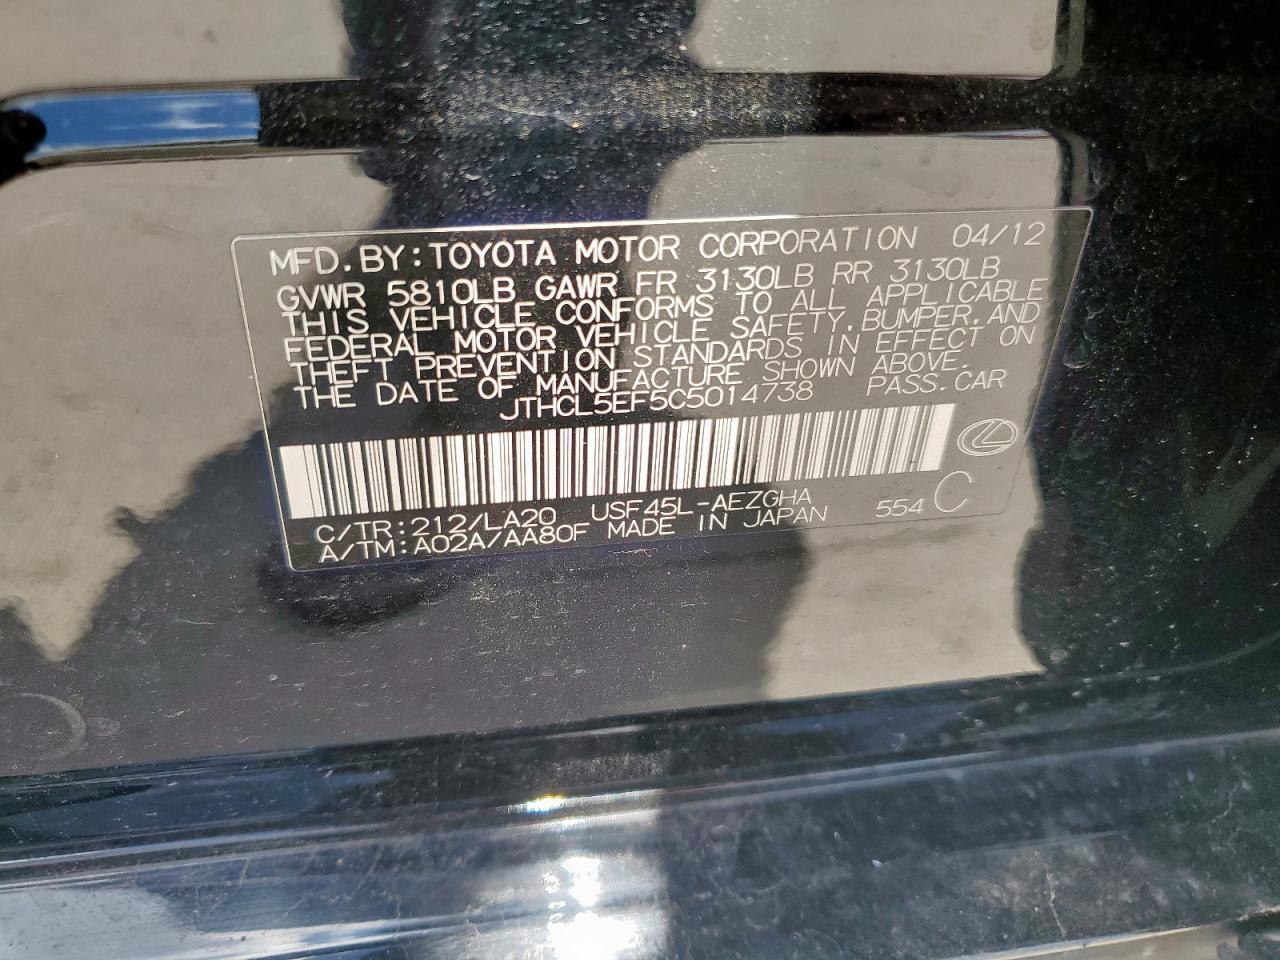 MFD. BY: TOYOTA MOTOR CORPORATION 04/12
GVWR 5810LB GAWR FR 3130LB RR 3130LB
THIS VEHICLE CONFORMS TO ALL APPLICABLE
FEDERAL MOTOR VEHICLE SAFETY, BUMPER, AND
THEFT PREVENTION STANDARDS IN EFFECT ON
THE DATE OF MANUFACTURE SHOWN ABOVE.
JTHCL5EF5C5014738 PASS. CAR
C/TR: 212/LA20 USF45L-AEZGHA 554 C
A/TM: A02A/AA80F MADE IN JAPAN